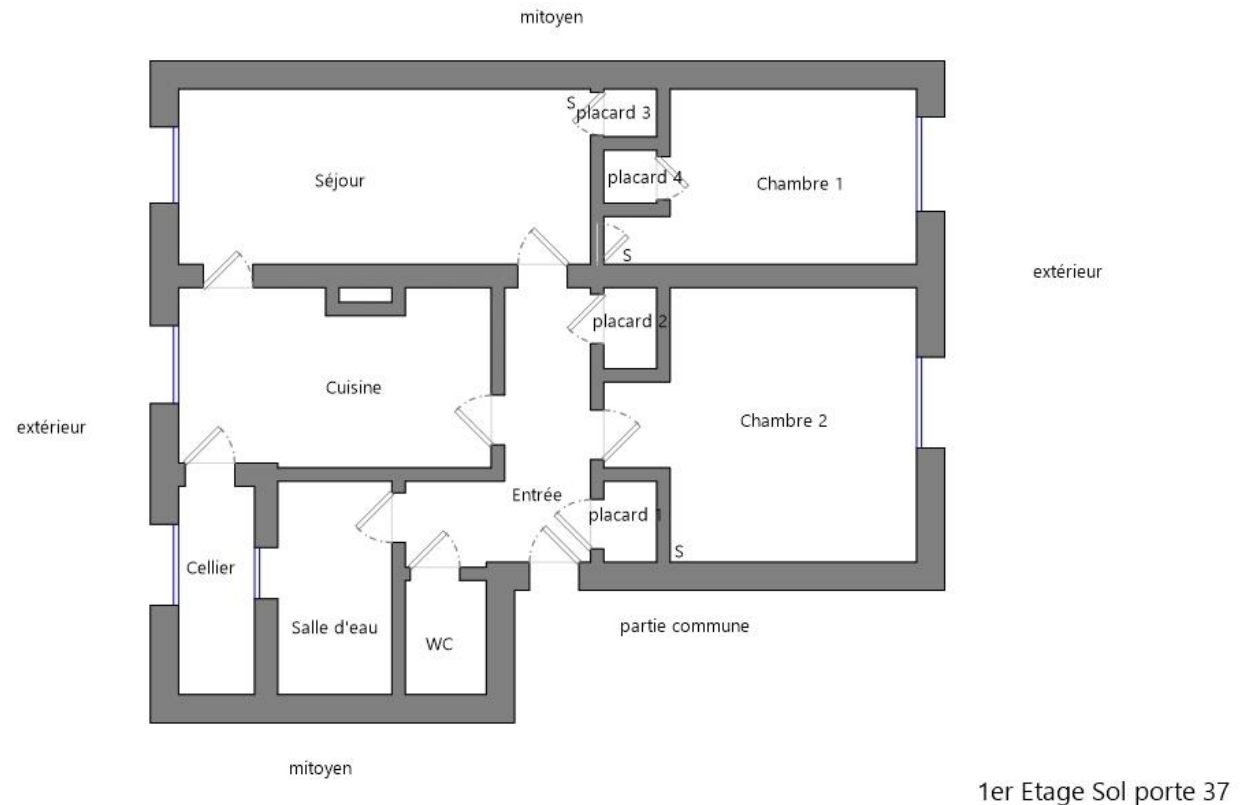 mitoyen
S
placard 3
Séjour
placard 4
Chambre 1
S
extérieur
placard 2
Cuisine
Chambre 2
extérieur
Entrée
placard 1
S
Cellier
Salle d'eau
partie commune
WC
mitoyen
1er Etage Sol porte 37